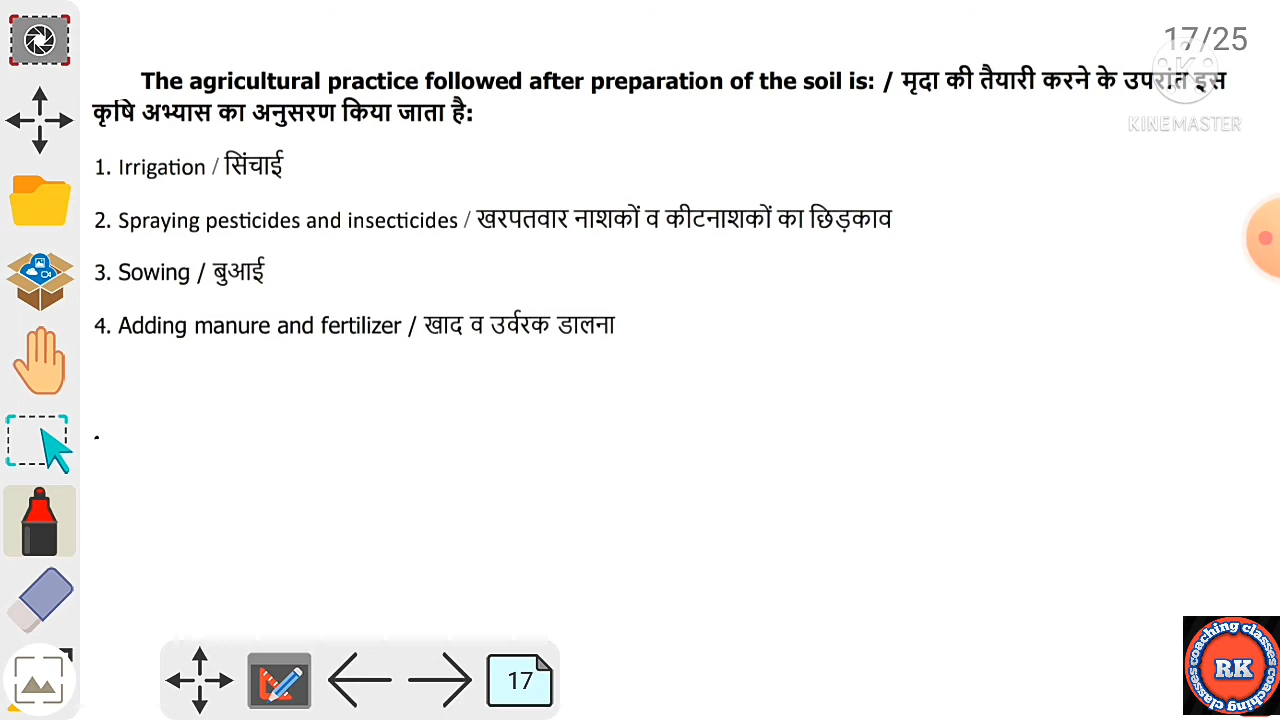 17/25
KINEMASTER
The agricultural practice followed after preparation of the soil is: / मृदा की तैयारी करने के उपरांत इस
कृषि अभ्यास का अनुसरण किया जाता है:
1. Irrigation / सिंचाई
2. Spraying pesticides and insecticides / खरपतवार नाशकों व कीटनाशकों का छिड़काव
3. Sowing / बुआई
4. Adding manure and fertilizer / खाद व उर्वरक डालना
17
coaching classes
RK
coaching classes